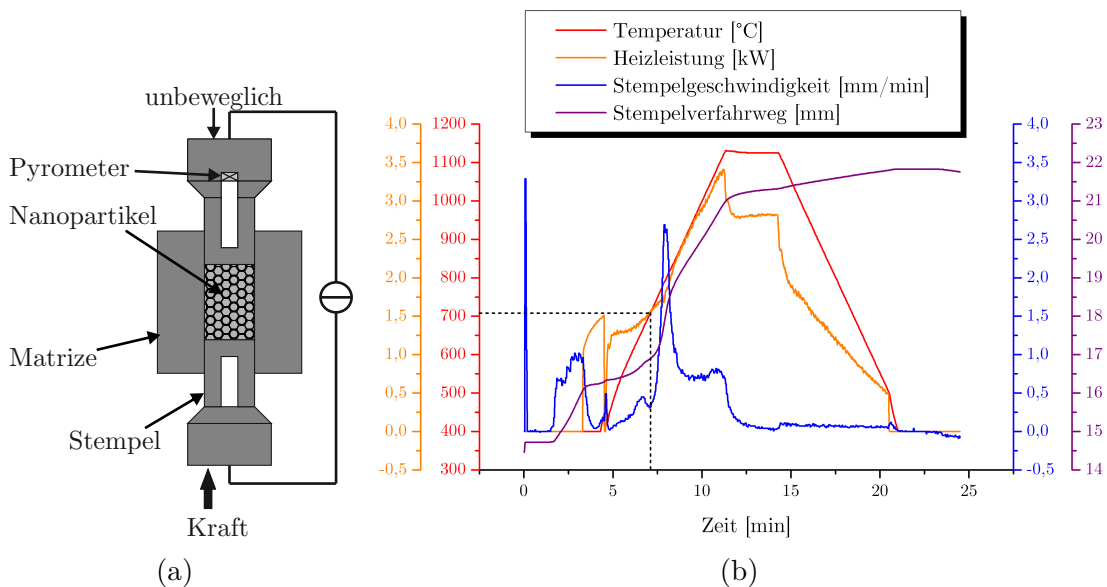 unbeweglich
Pyrometer
Nanopartikel
Matrize
Stempel
Kraft
(a)
Temperatur [°C]
Heizleistung [kW]
Stempelgeschwindigkeit [mm/min]
Stempelverfahrweg [mm]
4,0
3,5
3,0
2,5
2,0
1,5
1,0
0,5
0,0
-0,5
1200
1100
1000
900
800
700
600
500
400
300
4,0
3,5
3,0
2,5
2,0
1,5
1,0
0,5
0,0
-0,5
23
22
21
20
19
18
17
16
15
14
0 5 10 15 20 25
Zeit [min]
(b)